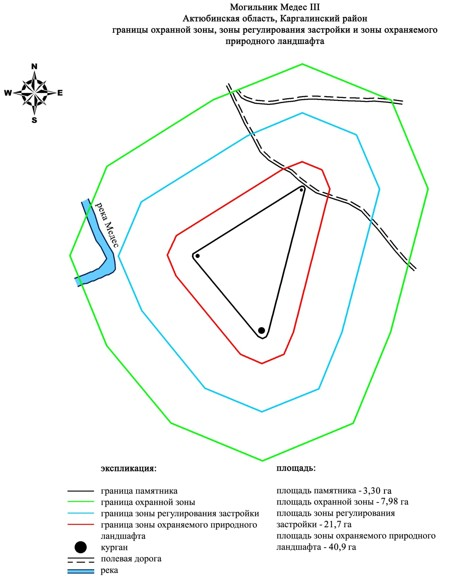 Могильник Медес III
Актюбинская область, Каргалинский район
границы охранной зоны, зоны регулирования застройки и зоны охраняемого
природного ландшафта
N
W E
S
река Медес
экспликация:
граница памятника
граница охранной зоны
граница зоны регулирования застройки
граница зоны охраняемого природного
ландшафта
курган
полевая дорога
река
площадь:
площадь памятника - 3,30 га
площадь охранной зоны - 7,98 га
площадь зоны регулирования
застройки - 21,7 га
площадь зоны охраняемого природного
ландшафта - 40,9 га